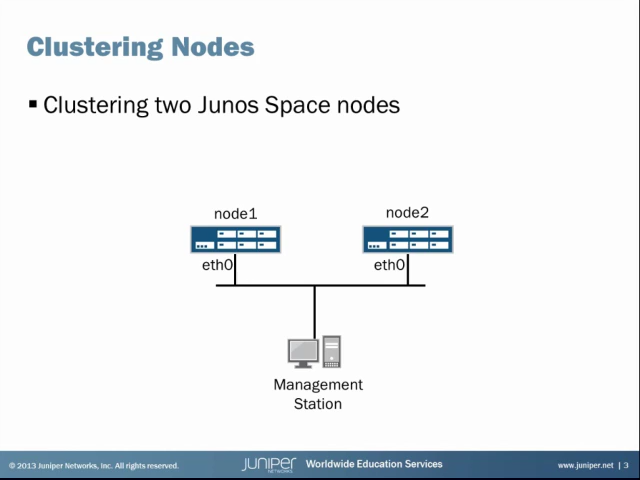 Clustering Nodes
▪ Clustering two Junos Space nodes
node1
node2
eth0
eth0
Management
Station
© 2013 Juniper Networks, Inc. All rights reserved.
JUNIPER
NETWORKS
Worldwide Education Services
www.juniper.net | 3